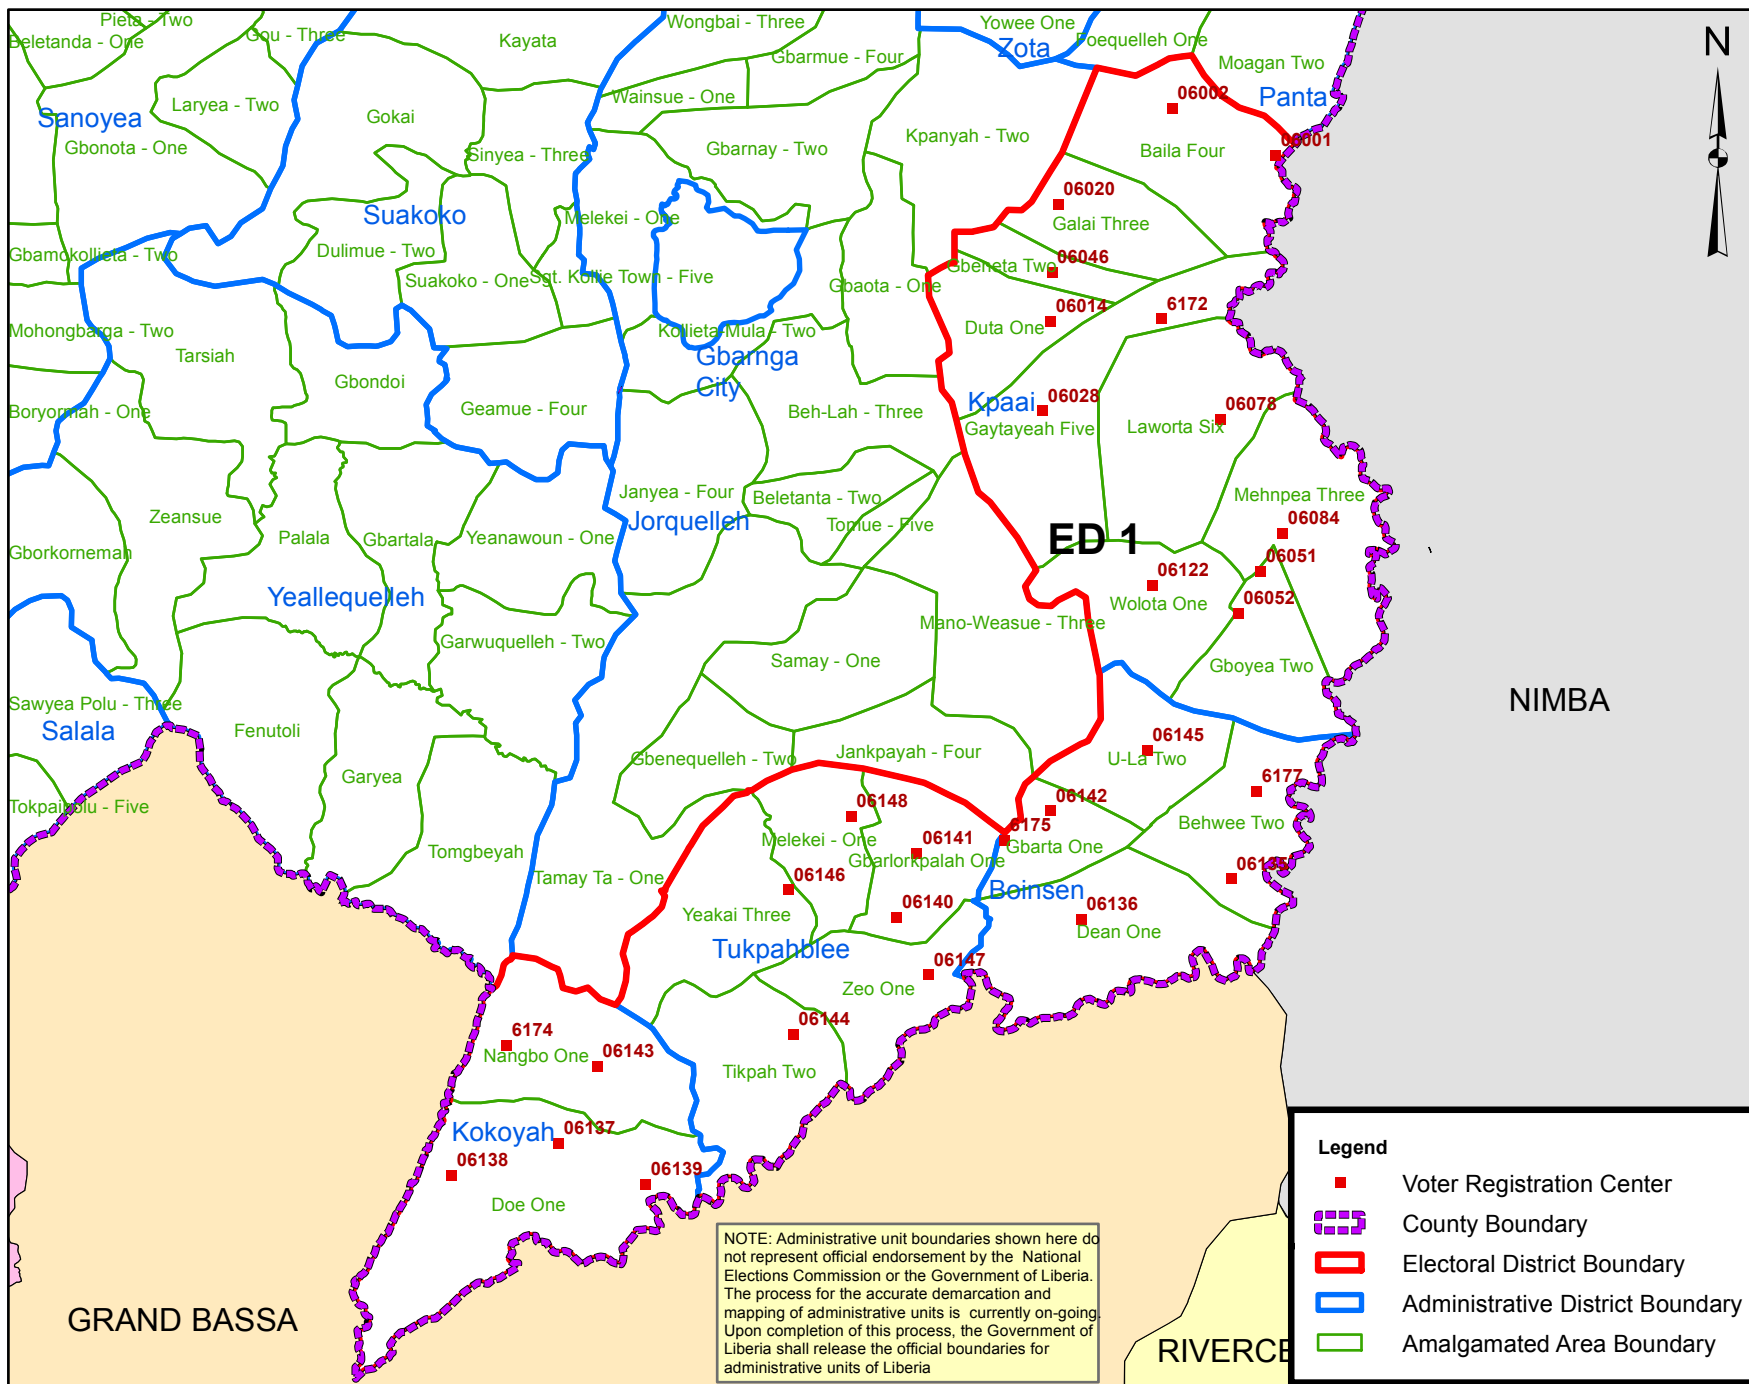 Pieta - Two
Beletanda - One
Gou - Three
Kayata
Wongbai - Three
Gbarmue - Four
Yowee One
Zota
Poequelleh One
Moagan Two
Panta
N
Laryea - Two
Sanoyea
Gbonota - One
Gokai
Wainsue - One
Sinyea - Three
Gbarnay - Two
Kpanyah - Two
06002
06001
Baila Four
06020
Galai Three
Suakoko
Melekei - One
Dulimue - Two
Gbamokollieta - Two
Suakoko - One
Sgt. Kollie Town - Five
Gbaota - One
Gbeneta Two
06046
06014
Duta One
6172
Mohongbarga - Two
Tarsiah
Kollieta-Mula - Two
Gbarnga
City
Gbondoi
Boryormah - One
Geamue - Four
Beh-Lah - Three
Kpaai
06028
Gaytayeah Five
06078
Laworta Six
Janyea - Four
Beletanta - Two
Mehnpea Three
Zeansue
Jorquelleh
Tomue - Five
06084
Gborkornemah
Palala
Gbartala
Yeanawoun - One
ED 1
06051
06122
06052
Wolota One
Yeallequelleh
Garwuquelleh - Two
Mano-Weasue - Three
Samay - One
Gboyea Two
Sawyea Polu - Three
Salala
Fenutoli
NIMBA
Garyea
Gbenequelleh - Two
Jankpayah - Four
06145
U-La Two
6177
Tokpaipolu - Five
06148
06142
Behwee Two
Melekei - One
06141
6175
Gbarta One
Gbarlorkpalah One
Tomgbeyah
Tamay Ta - One
06146
06135
Boinsen
Yeakai Three
06140
06136
Dean One
Tukpahblee
06147
Zeo One
06144
6174
Nangbo One
06143
Tikpah Two
Kokoyah
06137
06138
06139
Doe One
GRAND BASSA
NOTE: Administrative unit boundaries shown here do
not represent official endorsement by the National
Elections Commission or the Government of Liberia.
The process for the accurate demarcation and
mapping of administrative units is currently on-going.
Upon completion of this process, the Government of
Liberia shall release the official boundaries for
administrative units of Liberia
RIVERCE
Legend
Voter Registration Center
County Boundary
Electoral District Boundary
Administrative District Boundary
Amalgamated Area Boundary